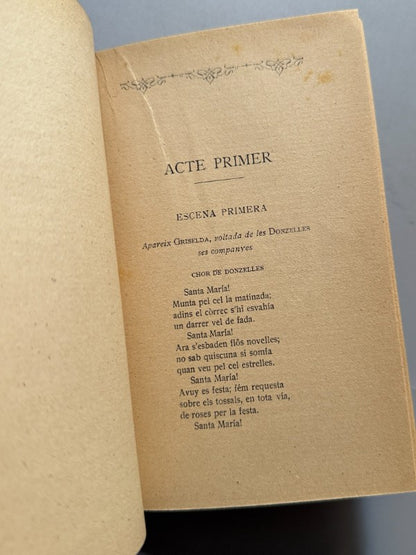 ACTE PRIMER
ESCENA PRIMERA
Apareix GRISELDA, voltada de les DONZELLES
ses companyes
CHOR DE DONZELLES
Santa María!
Munta pel cel la matinada;
adins el còrrec s'hi esvahía
un darrer vel de fada.
Santa María!
Ara s'esbaden flôs novelles;
no sab quiscuna si somía
quan veu pel cel estrelles.
Santa María!
Avuy es festa; fém requesta
sobre els tossals, en tota vía,
de roses per la festa.
Santa María!